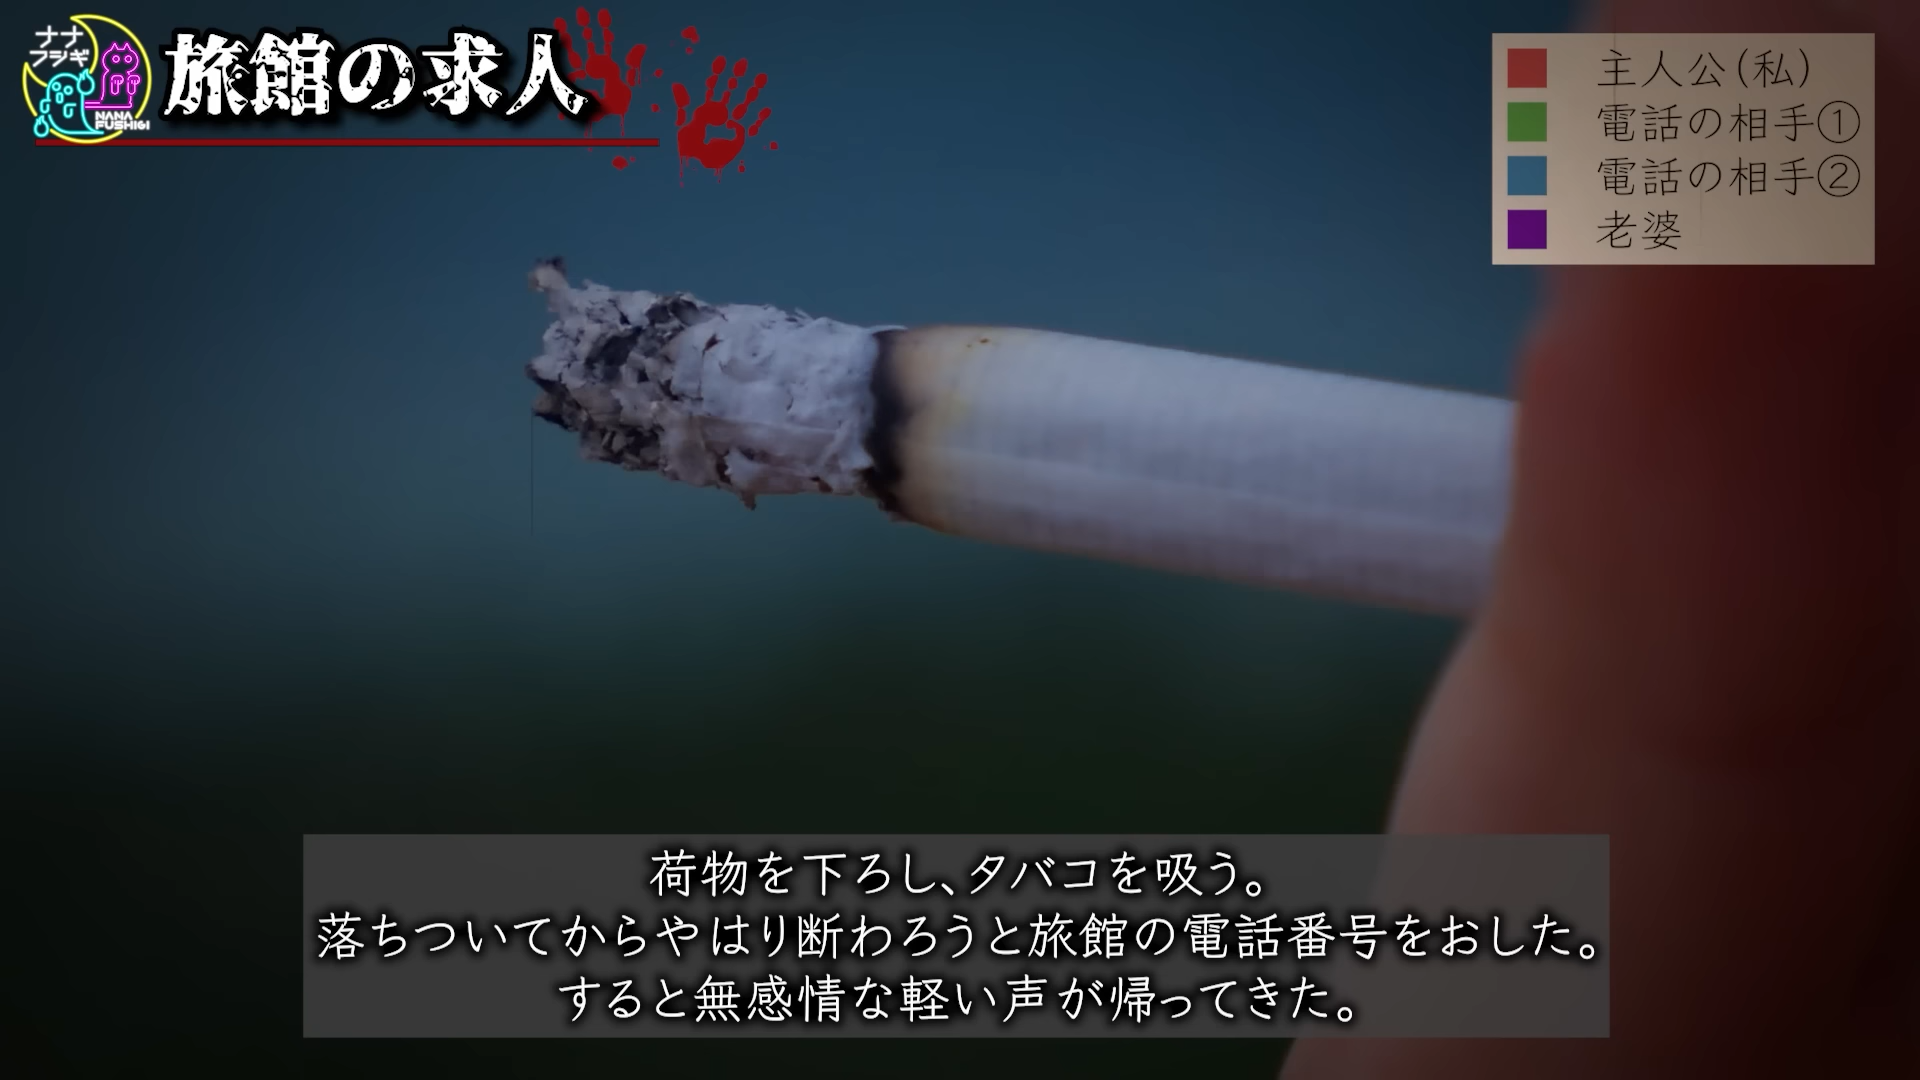 ナナ
フシギ
NANA
FUSHIGI
旅館の求人
主人公(私)
電話の相手①
電話の相手②
老婆
荷物を下ろし、タバコを吸う。
落ちついてからやはり断わろうと旅館の電話番号をおした。
すると無感情な軽い声が帰ってきた。